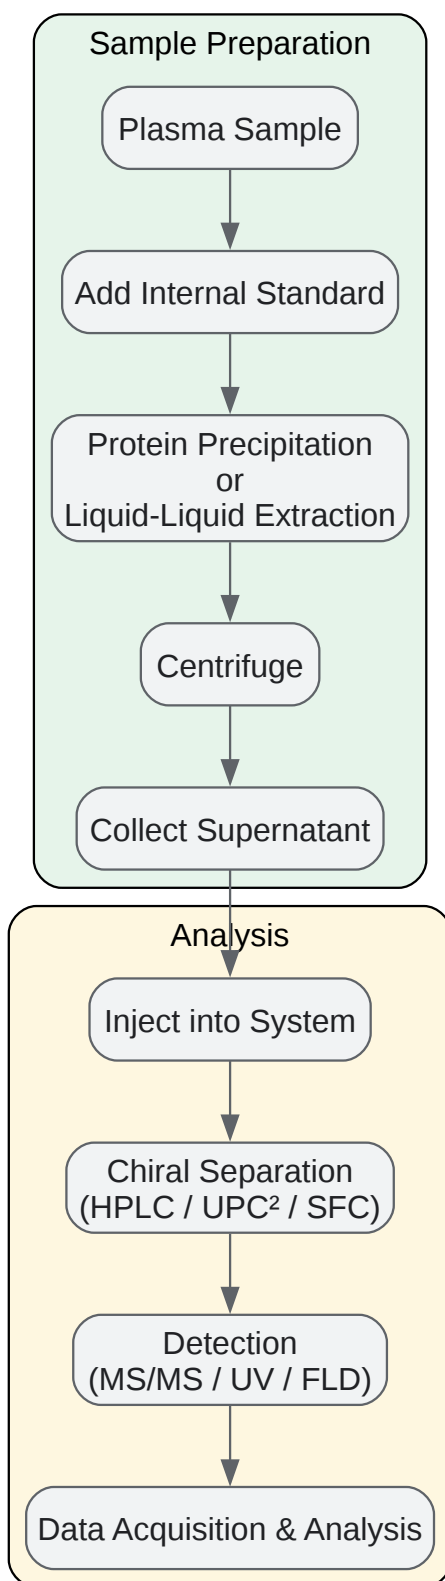 Sample Preparation
Plasma Sample
Add Internal Standard
Protein Precipitation
or
Liquid-Liquid Extraction
Centrifuge
Collect Supernatant
Analysis
Inject into System
Chiral Separation
(HPLC / UPC² / SFC)
Detection
(MS/MS / UV / FLD)
Data Acquisition & Analysis